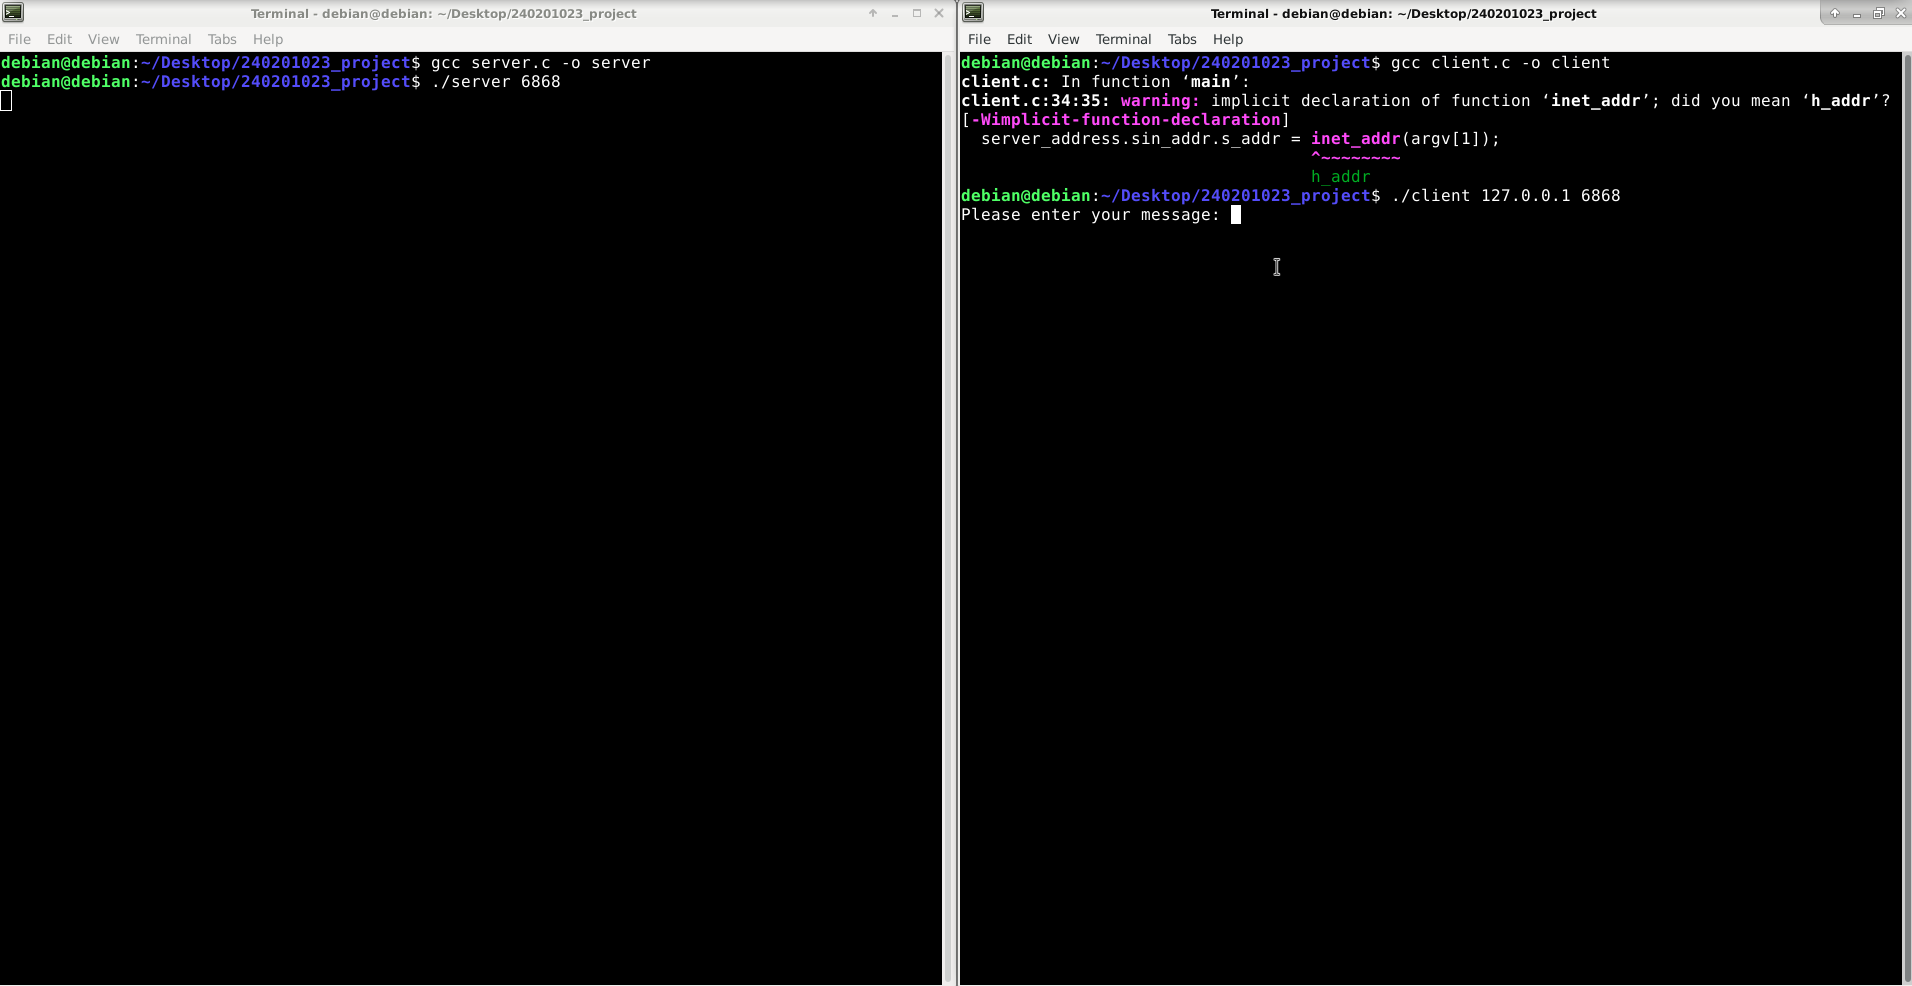 Terminal - debian@debian: ~/Desktop/240201023_project
File Edit View Terminal Tabs Help
debian@debian:~/Desktop/240201023_project$ gcc server.c -o server
debian@debian:~/Desktop/240201023_project$ ./server 6868
Terminal - debian@debian: ~/Desktop/240201023_project
File Edit View Terminal Tabs Help
debian@debian:~/Desktop/240201023_project$ gcc client.c -o client
client.c: In function ‘main’:
client.c:34:35: warning: implicit declaration of function ‘inet_addr’; did you mean ‘h_addr’?
[-Wimplicit-function-declaration]
  server_address.sin_addr.s_addr = inet_addr(argv[1]);
                                   ^~~~~~~~~
                                   h_addr
debian@debian:~/Desktop/240201023_project$ ./client 127.0.0.1 6868
Please enter your message: